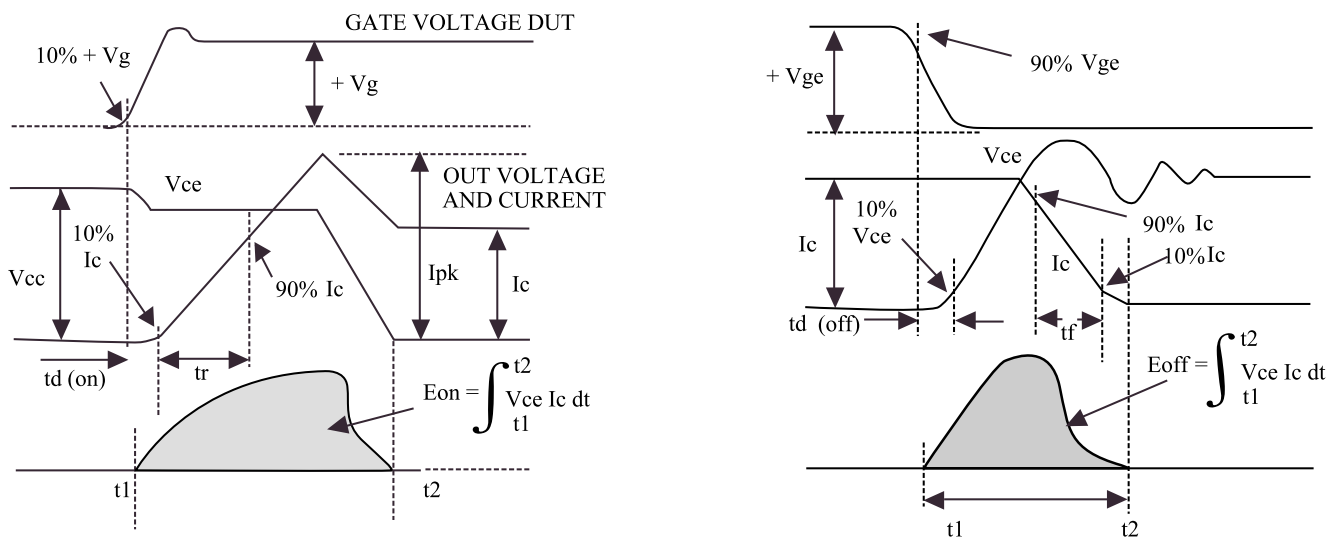 GATE VOLTAGE DUT
10% + Vg
+ Vg
Vce
OUT VOLTAGE
AND CURRENT
10%
Ic
Vcc
90% Ic
Ipk
Ic
td (on)
tr
Eon = ∫ t2 t1 Vce Ic dt
t1
t2
90% Vge
+ Vge
Vce
10%
Vce
90% Ic
Ic
Ic
10%Ic
td (off)
tf
Eoff = ∫ t2 t1 Vce Ic dt
t1
t2